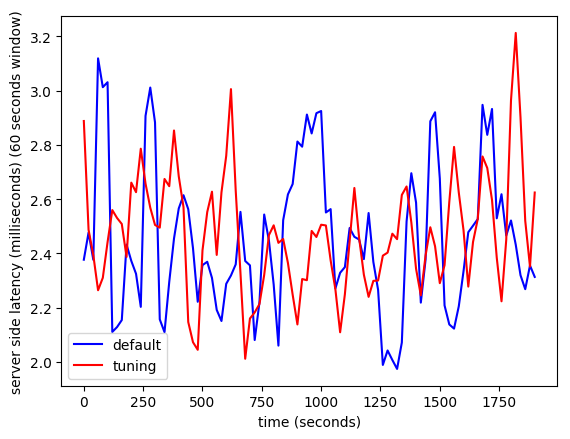 server side latency (milliseconds) (60 seconds window)
3.2
3.0
2.8
2.6
2.4
2.2
2.0
default
tuning
0 250 500 750 1000 1250 1500 1750
time (seconds)